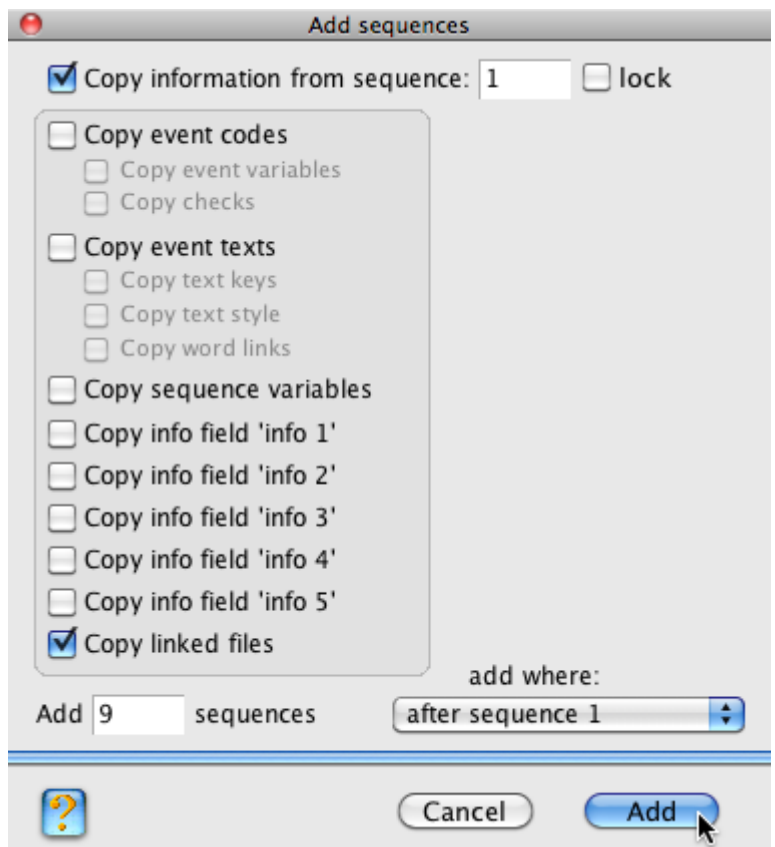 Add sequences
Copy information from sequence: 1 lock
Copy event codes
Copy event variables
Copy checks
Copy event texts
Copy text keys
Copy text style
Copy word links
Copy sequence variables
Copy info field 'info 1'
Copy info field 'info 2'
Copy info field 'info 3'
Copy info field 'info 4'
Copy info field 'info 5'
Copy linked files
add where:
Add 9 sequences after sequence 1
? Cancel Add